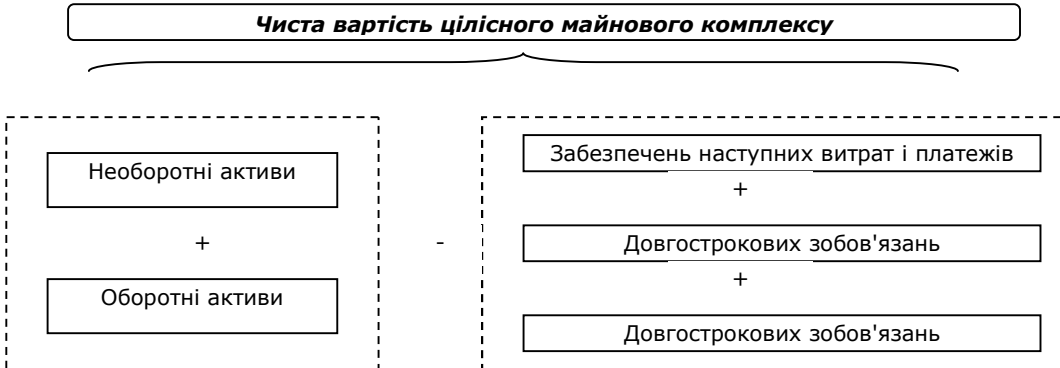 Чиста вартість цілісного майнового комплексу
Необоротні активи
+
Оборотні активи
-
Забезпечень наступних витрат і платежів
+
Довгострокових зобов'язань
+
Довгострокових зобов'язань